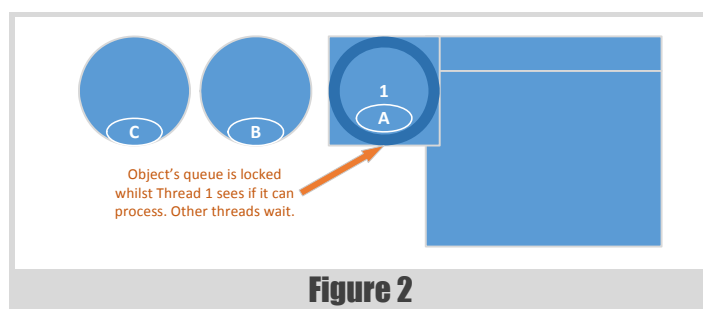 1
C
B
A
Object's queue is locked
whilst Thread 1 sees if it can
process. Other threads wait.
Figure 2